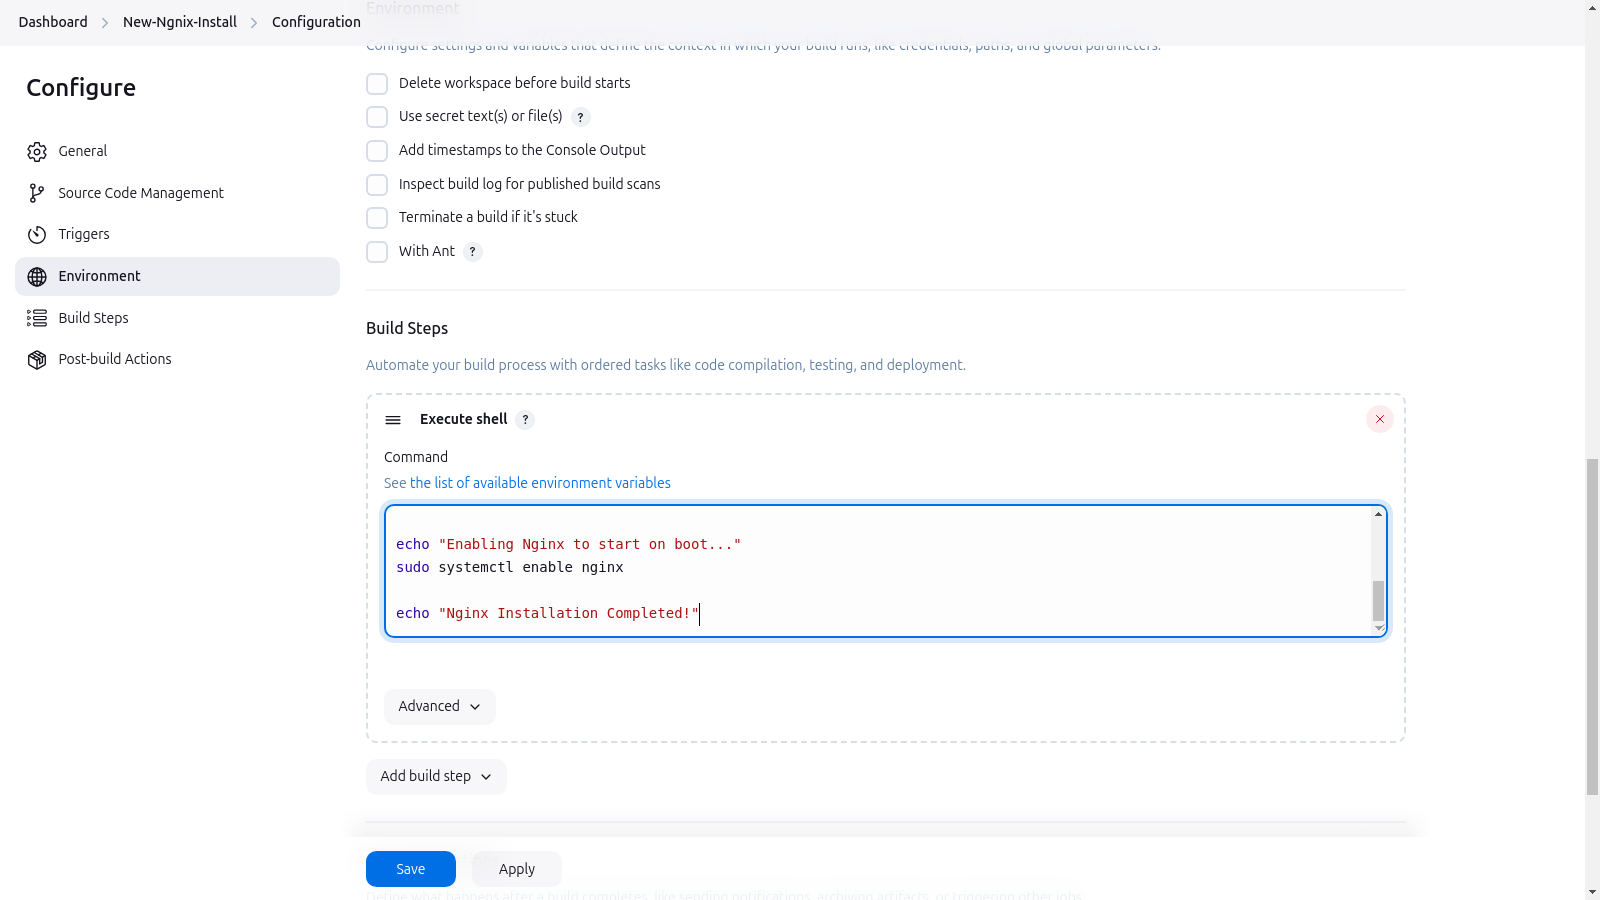 Dashboard > New-Ngnix-Install > Configuration
Environment
Configure settings and variables that define the context in which your build runs, like credentials, paths, and global parameters.
Configure
General
Source Code Management
Triggers
Environment
Build Steps
Post-build Actions
Delete workspace before build starts
Use secret text(s) or file(s) ?
Add timestamps to the Console Output
Inspect build log for published build scans
Terminate a build if it's stuck
With Ant ?
Build Steps
Automate your build process with ordered tasks like code compilation, testing, and deployment.
Execute shell ?
Command
See the list of available environment variables
echo "Enabling Nginx to start on boot..."
sudo systemctl enable nginx
echo "Nginx Installation Completed!"
Advanced
Add build step
Save
Apply
Define what happens after a build completes, like sending notifications, archiving artifacts, or triggering other jobs.